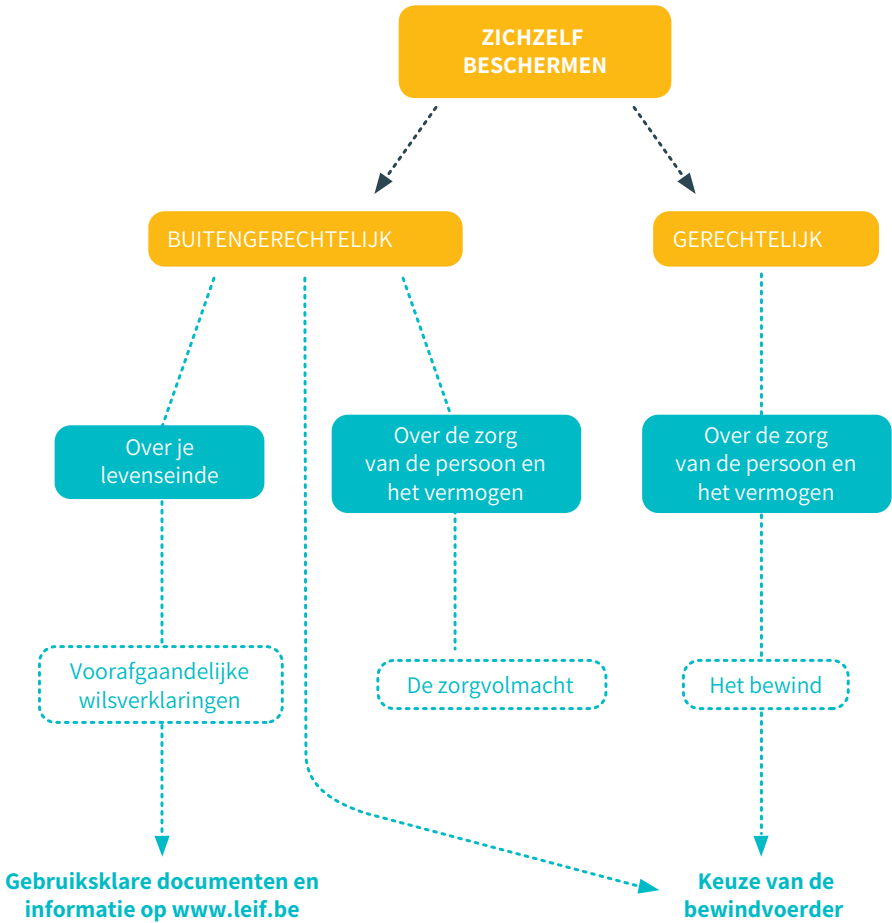 ZICHZELF
BESCHERMEN
BUITENGERECHTELIJK
GERECHTELIJK
Over je
levenseinde
Over de zorg
van de persoon en
het vermogen
Over de zorg
van de persoon en
het vermogen
Voorafgaandelijke
wilsverklaringen
De zorgvolmacht
Het bewind
Gebruiksklare documenten en
informatie op www.leif.be
Keuze van de
bewindvoerder